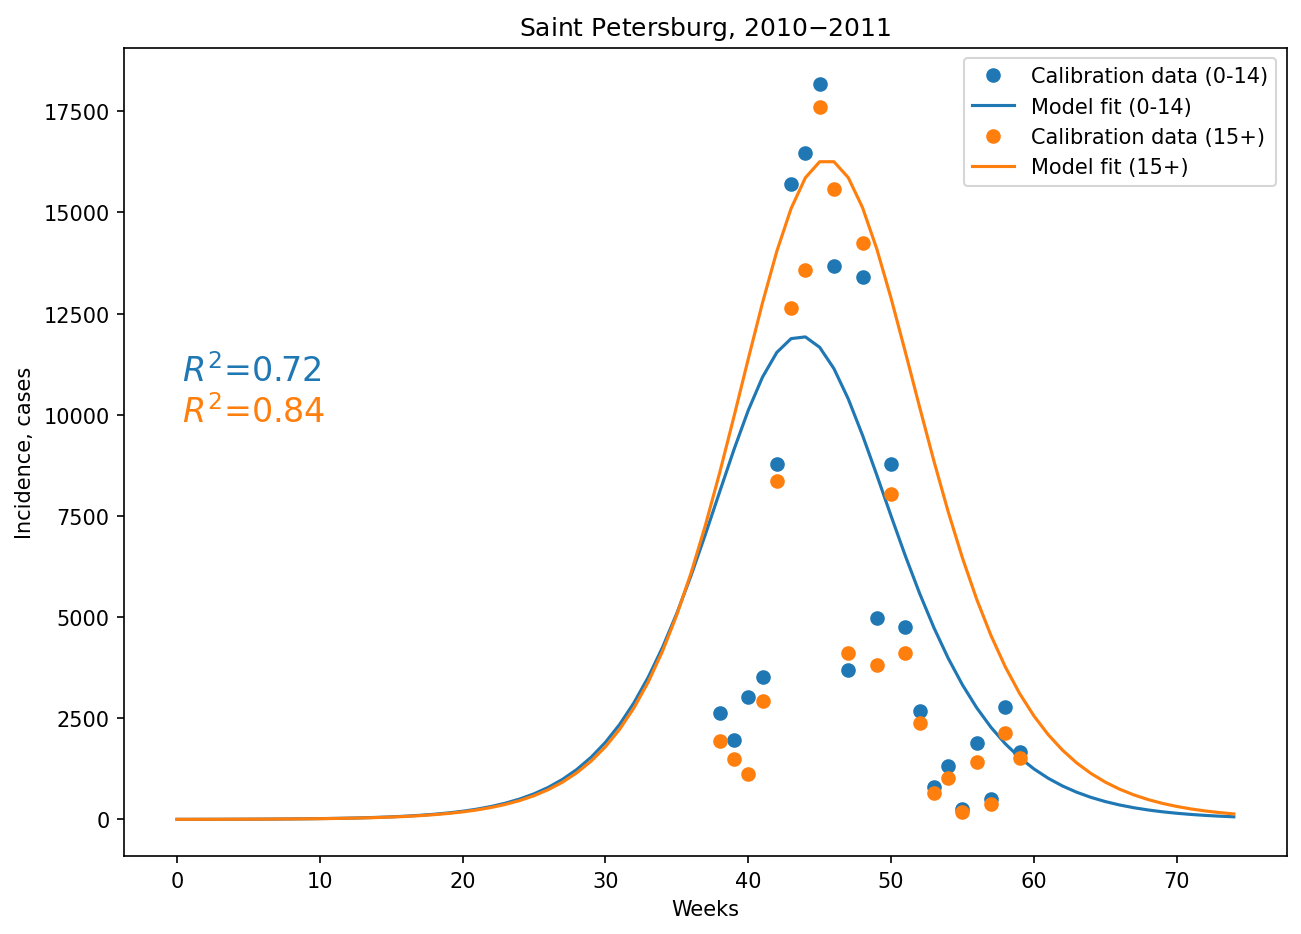 Saint Petersburg, 2010−2011
Calibration data (0-14)
Model fit (0-14)
Calibration data (15+)
Model fit (15+)
17500
15000
12500
10000
7500
5000
2500
0
Incidence, cases
R²=0.72
R²=0.84
0 10 20 30 40 50 60 70
Weeks